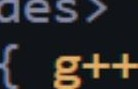 des>
{ g++